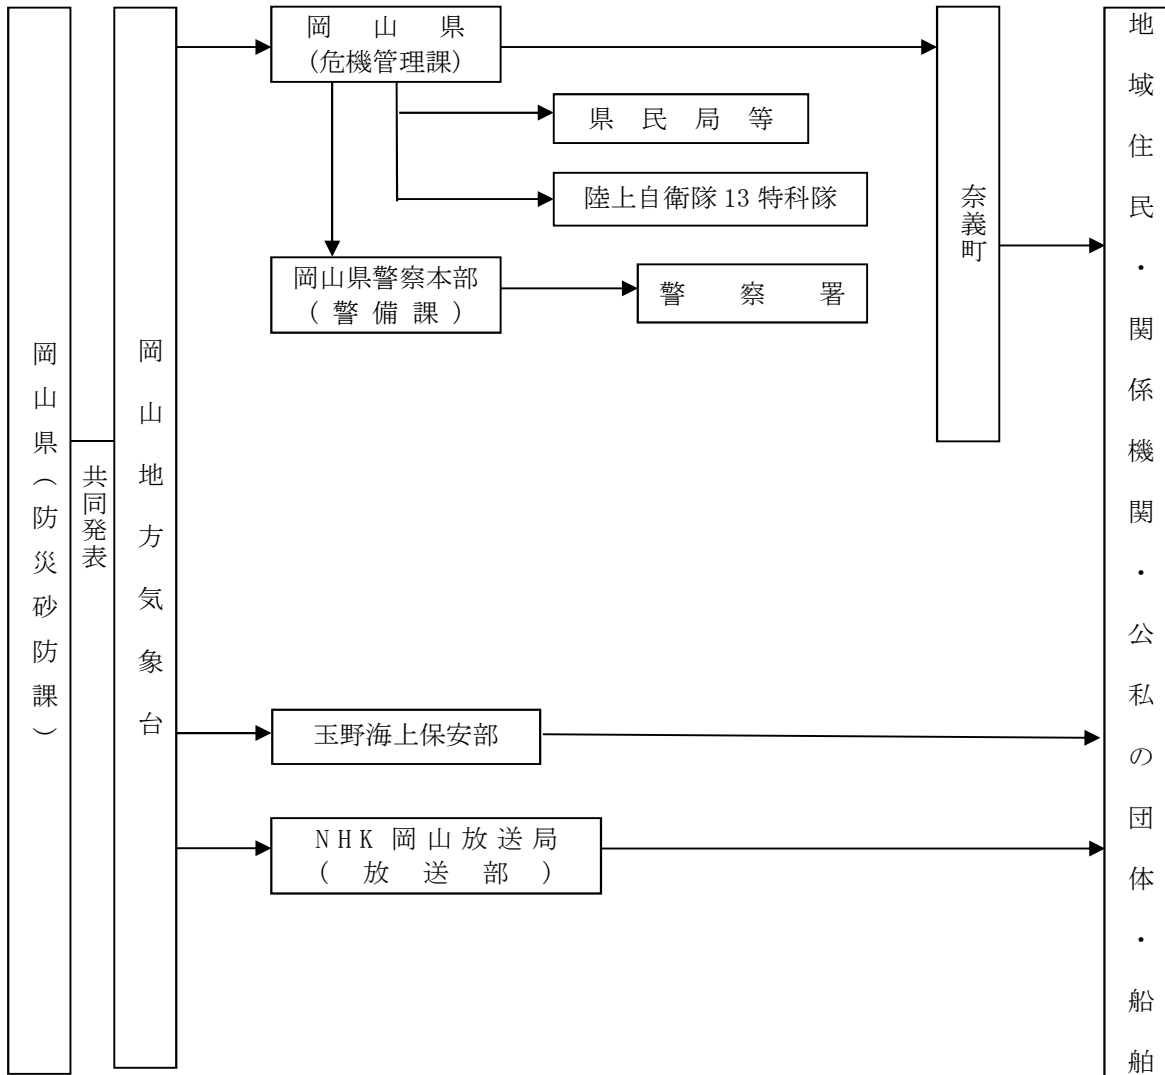 岡山県（防災砂防課）
共同発表
岡山地方気象台
岡山県
（危機管理課）
県民局等
陸上自衛隊13特科隊
岡山県警察本部
（警備課）
警察署
玉野海上保安部
NHK岡山放送局
（放送部）
奈義町
地域住民・関係機関・公私の団体・船舶